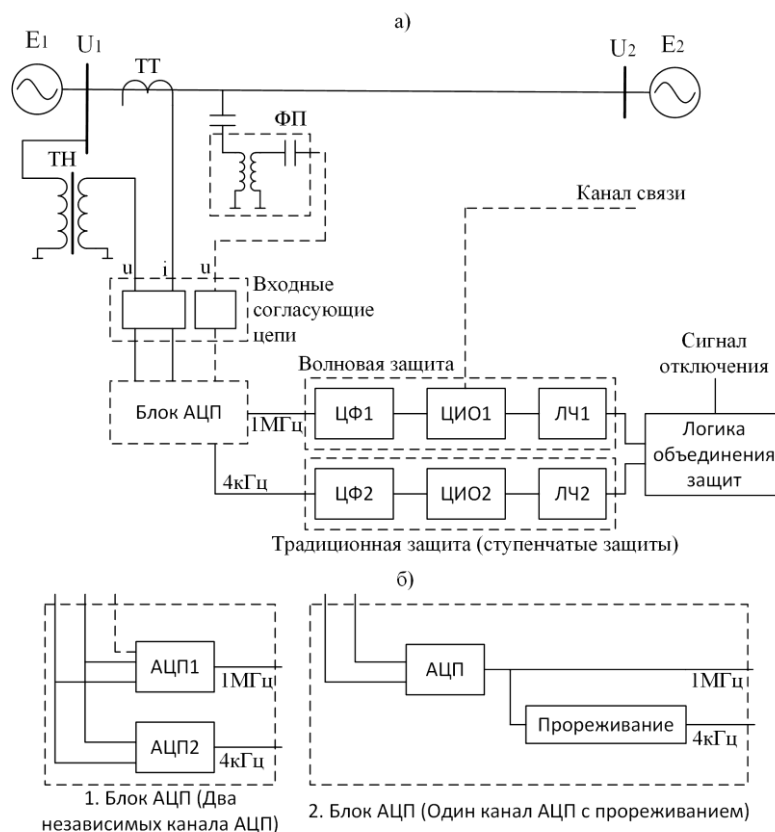 а)
E1
U1
ТТ
U2
E2
ФП
ТН
Канал связи
u
i
u
Входные
согласующие
цепи
Сигнал
отключения
Волновая защита
Блок АЦП
1МГц
ЦФ1
ЦИО1
ЛЧ1
Логика
объединения
защит
4кГц
ЦФ2
ЦИО2
ЛЧ2
Традиционная защита (ступенчатые защиты)
б)
АЦП1
1МГц
АЦП2
4кГц
1. Блок АЦП (Два
независимых канала АЦП)
АЦП
1МГц
Прореживание
4кГц
2. Блок АЦП (Один канал АЦП с прореживанием)